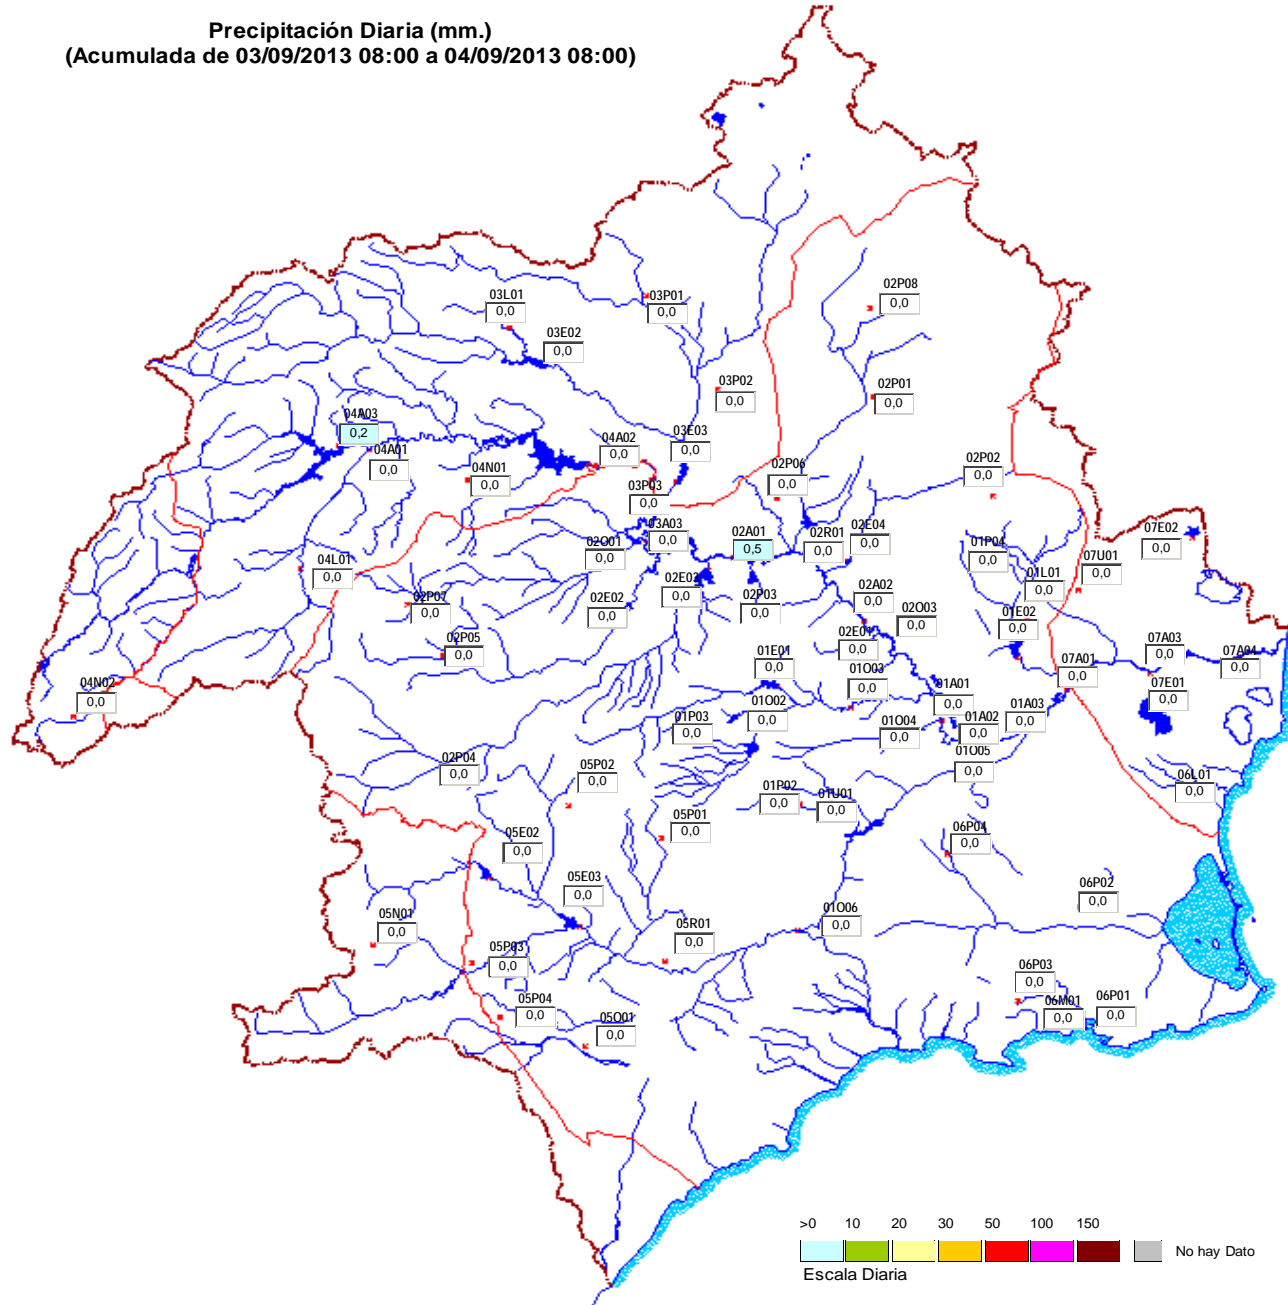 Precipitación Diaria (mm.)
(Acumulada de 03/09/2013 08:00 a 04/09/2013 08:00)
02P08
0,0
03L01
0,0
03P01
0,0
03E02
0,0
03P02
0,0
02P01
0,0
04A03
0,2
04A01
0,0
04A02
0,0
03E03
0,0
04N01
0,0
02P06
0,0
02P02
0,0
03P03
0,0
03A03
0,0
02O01
0,0
02A01
0,5
02R01
0,0
02E04
0,0
01P04
0,0
07E02
0,0
07U01
0,0
04L01
0,0
01L01
0,0
02E03
0,0
02P07
0,0
02E02
0,0
02P03
0,0
02A02
0,0
02O03
0,0
01E02
0,0
02P05
0,0
02E01
0,0
07A03
0,0
07A04
0,0
01E01
0,0
07A01
0,0
04N02
0,0
01O03
0,0
01A01
0,0
07E01
0,0
01P03
0,0
01O02
0,0
01O04
0,0
01A02
0,0
01A03
0,0
01O05
0,0
02P04
0,0
05P02
0,0
06L01
0,0
01P02
0,0
01U01
0,0
05P01
0,0
05E02
0,0
06P04
0,0
05E03
0,0
06P02
0,0
05N01
0,0
05R01
0,0
01O06
0,0
05P03
0,0
06P03
0,0
05P04
0,0
06M01
0,0
06P01
0,0
05O01
0,0
>0 10 20 30 50 100 150
No hay Dato
Escala Diaria